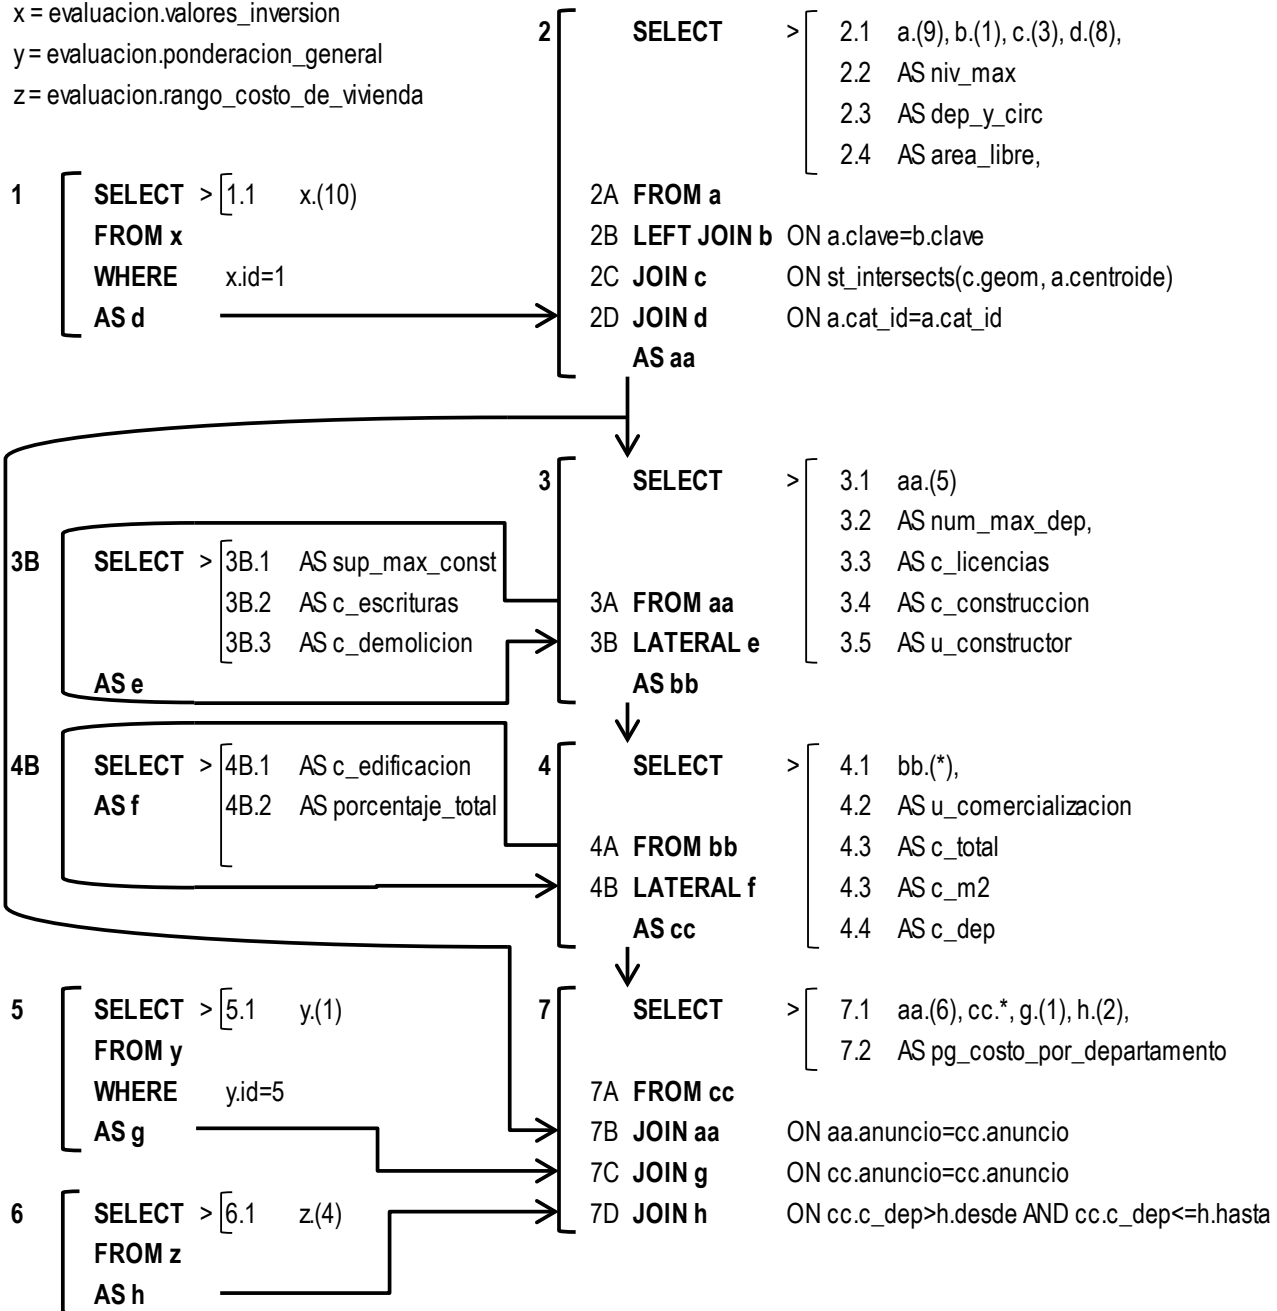 x = evaluacion.valores_inversion
y = evaluacion.ponderacion_general
z = evaluacion.rango_costo_de_vivienda
1 SELECT > 1.1 x.(10)
FROM x
WHERE x.id=1
AS d
2 SELECT > 2.1 a.(9), b.(1), c.(3), d.(8),
2.2 AS niv_max
2.3 AS dep_y_circ
2.4 AS area_libre,
2A FROM a
2B LEFT JOIN b ON a.clave=b.clave
2C JOIN c ON st_intersects(c.geom, a.centroide)
2D JOIN d ON a.cat_id=a.cat_id
AS aa
3 SELECT > 3.1 aa.(5)
3.2 AS num_max_dep,
3.3 AS c_licencias
3A FROM aa 3.4 AS c_construccion
3B LATERAL e 3.5 AS u_constructor
AS bb
3B SELECT > 3B.1 AS sup_max_const
3B.2 AS c_escrituras
3B.3 AS c_demolicion
AS e
4B SELECT > 4B.1 AS c_edificacion
AS f 4B.2 AS porcentaje_total
4 SELECT > 4.1 bb.(*),
4.2 AS u_comercializacion
4A FROM bb 4.3 AS c_total
4B LATERAL f 4.3 AS c_m2
AS cc 4.4 AS c_dep
5 SELECT > 5.1 y.(1)
FROM y
WHERE y.id=5
AS g
6 SELECT > 6.1 z.(4)
FROM z
AS h
7 SELECT > 7.1 aa.(6), cc.*, g.(1), h.(2),
7.2 AS pg_costo_por_departamento
7A FROM cc
7B JOIN aa ON aa.anuncio=cc.anuncio
7C JOIN g ON cc.anuncio=cc.anuncio
7D JOIN h ON cc.c_dep>h.desde AND cc.c_dep<=h.hasta